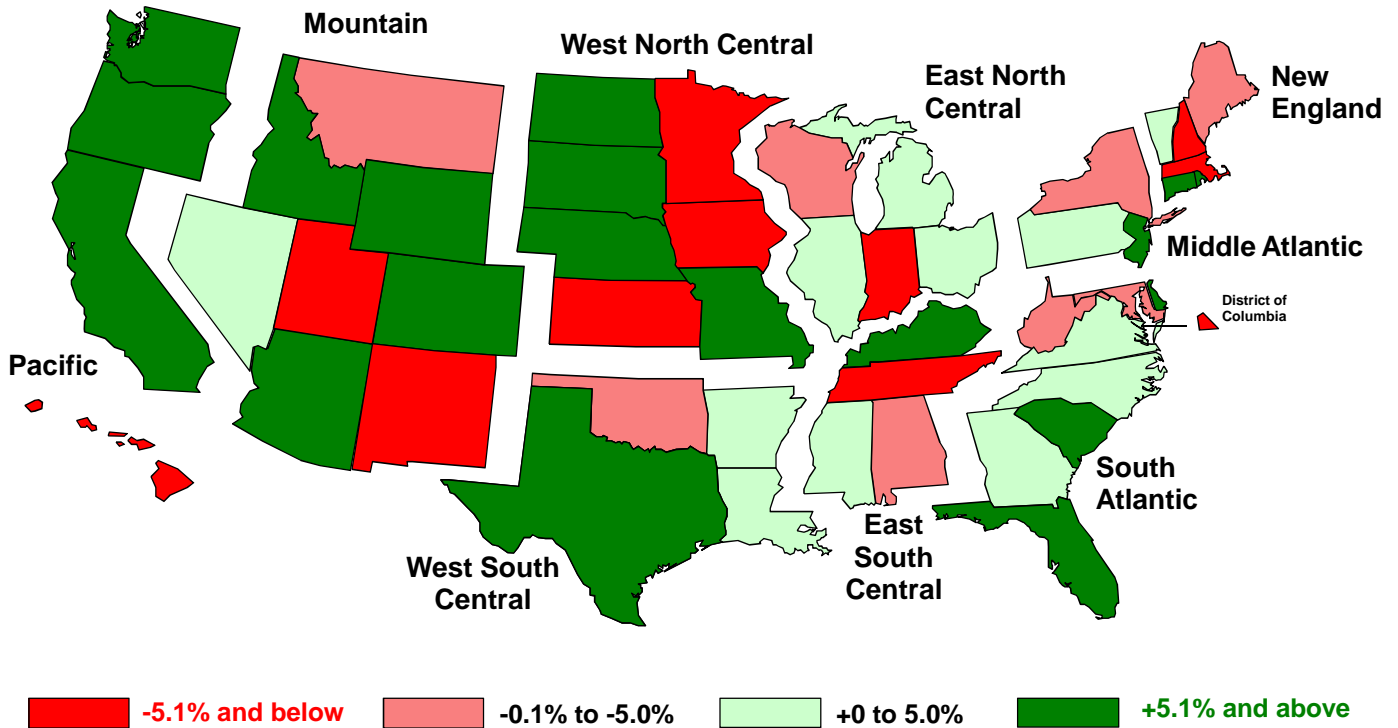 Mountain
West North Central
East North
Central
New
England
Middle Atlantic
District of
Columbia
Pacific
South
Atlantic
East
South
Central
West South
Central
-5.1% and below
-0.1% to -5.0%
+0 to 5.0%
+5.1% and above